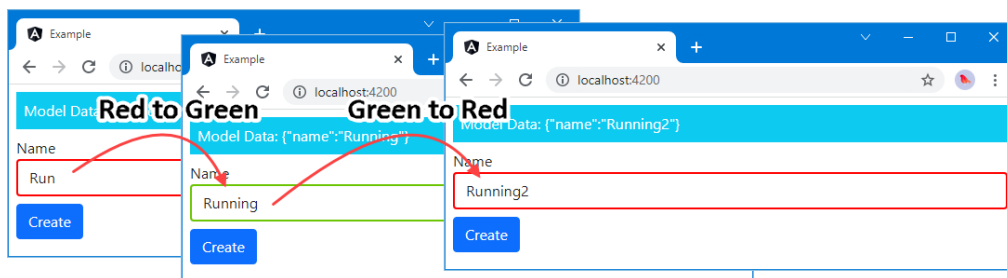 Example
localho
Model Data
Red to Green
Name
Run
Create
Example
localhost:4200
Model Data: {"name":"Running"}
Green to Red
Name
Running
Create
Example
localhost:4200
Model Data: {"name":"Running2"}
Name
Running2
Create